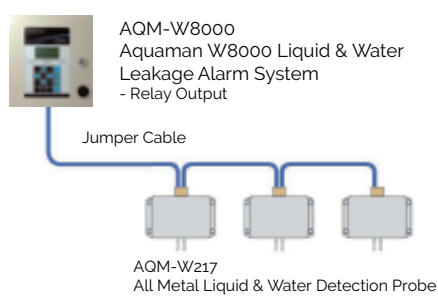 AQM-W8000
Aquaman W8000 Liquid & Water
Leakage Alarm System
- Relay Output
Jumper Cable
AQM-W217
All Metal Liquid & Water Detection Probe